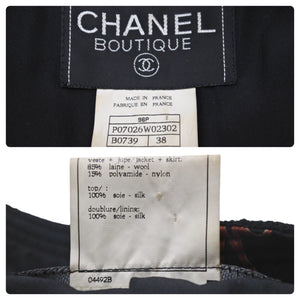 CHANEL
BOUTIQUE
MADE IN FRANCE
FABRIQUE EN FRANCE
96P
P07026W02302
B0739 38
veste + jupe/jacket + skirt:
85% laine - wool
15% polyamide - nylon
top/:
100% soie - silk
doublure/lining:
100% soie - silk
04492B